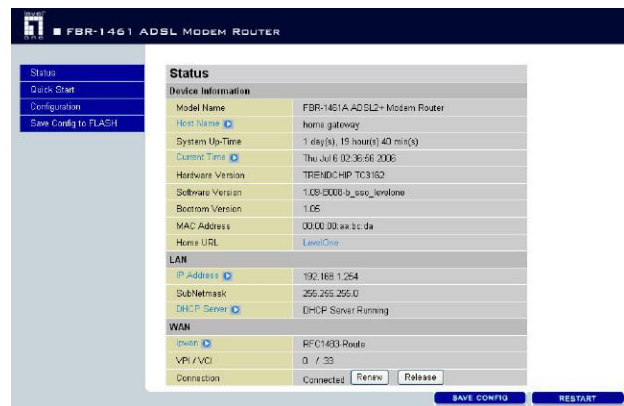 level one
FBR-1461 ADSL MODEM ROUTER
Status
Quick Start
Configuration
Save Config to FLASH
Status
Device Information
Model Name FBR-1461A ADSL2+ Modem Router
Host Name home.gateway
System Up-Time 1 day(s), 19 hour(s) 40 min(s)
Current Time Thu Jul 6 02:36:56 2006
Hardware Version TRENDCHIP TC3162
Software Version
Bootrom Version 1.05
MAC Address 00:00:00:aa:bc:da
Home URL LevelOne
LAN
IP Address 192.168.1.254
SubNetmask 255.255.255.0
DHCP Server DHCP Server Running
WAN
ipwan RFC1483-Route
VPI / VCI 0 / 33
Connection Connected Renew Release
SAVE CONFIG RESTART